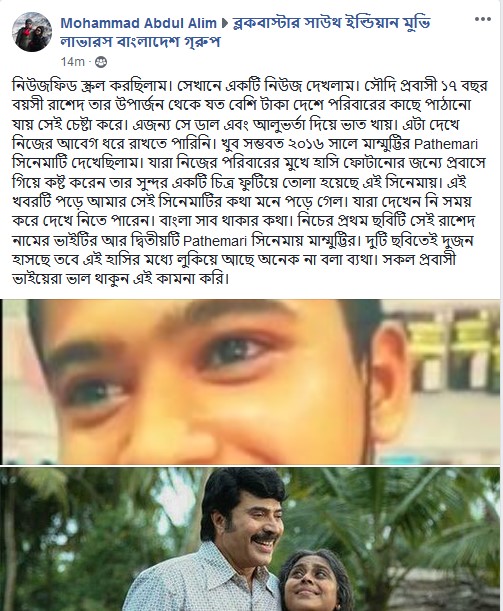 Mohammad Abdul Alim ▶ ব্লকবাস্টার সাউথ ইন্ডিয়ান মুভি
লাভারস বাংলাদেশ গ্রুপ
14m ·
নিউজফিড স্ক্রল করছিলাম। সেখানে একটি নিউজ দেখলাম। সৌদি প্রবাসী ১৭ বছর
বয়সী রাশেদ তার উপার্জন থেকে যত বেশি টাকা দেশে পরিবারের কাছে পাঠানো
যায় সেই চেষ্টা করে। এজন্য সে ডাল এবং আলুভর্তা দিয়ে ভাত খায়। এটা দেখে
নিজের আবেগ ধরে রাখতে পারিনি। খুব সম্ভবত ২০১৬ সালে মাম্মুট্টির Pathemari
সিনেমাটি দেখেছিলাম। যারা নিজের পরিবারের মুখে হাসি ফোটানোর জন্যে প্রবাসে
গিয়ে কষ্ট করেন তার সুন্দর একটি চিত্র ফুটিয়ে তোলা হয়েছে এই সিনেমায়। এই
খবরটি পড়ে আমার সেই সিনেমাটির কথা মনে পড়ে গেল। যারা দেখেন নি সময়
করে দেখে নিতে পারেন। বাংলা সাব থাকার কথা। নিচের প্রথম ছবিটি সেই রাশেদ
নামের ভাইটির আর দ্বিতীয়টি Pathemari সিনেমায় মাম্মুট্টির। দুটি ছবিতেই দুজন
হাসছে তবে এই হাসির মধ্যে লুকিয়ে আছে অনেক না বলা ব্যথা। সকল প্রবাসী
ভাইয়েরা ভাল থাকুন এই কামনা করি।